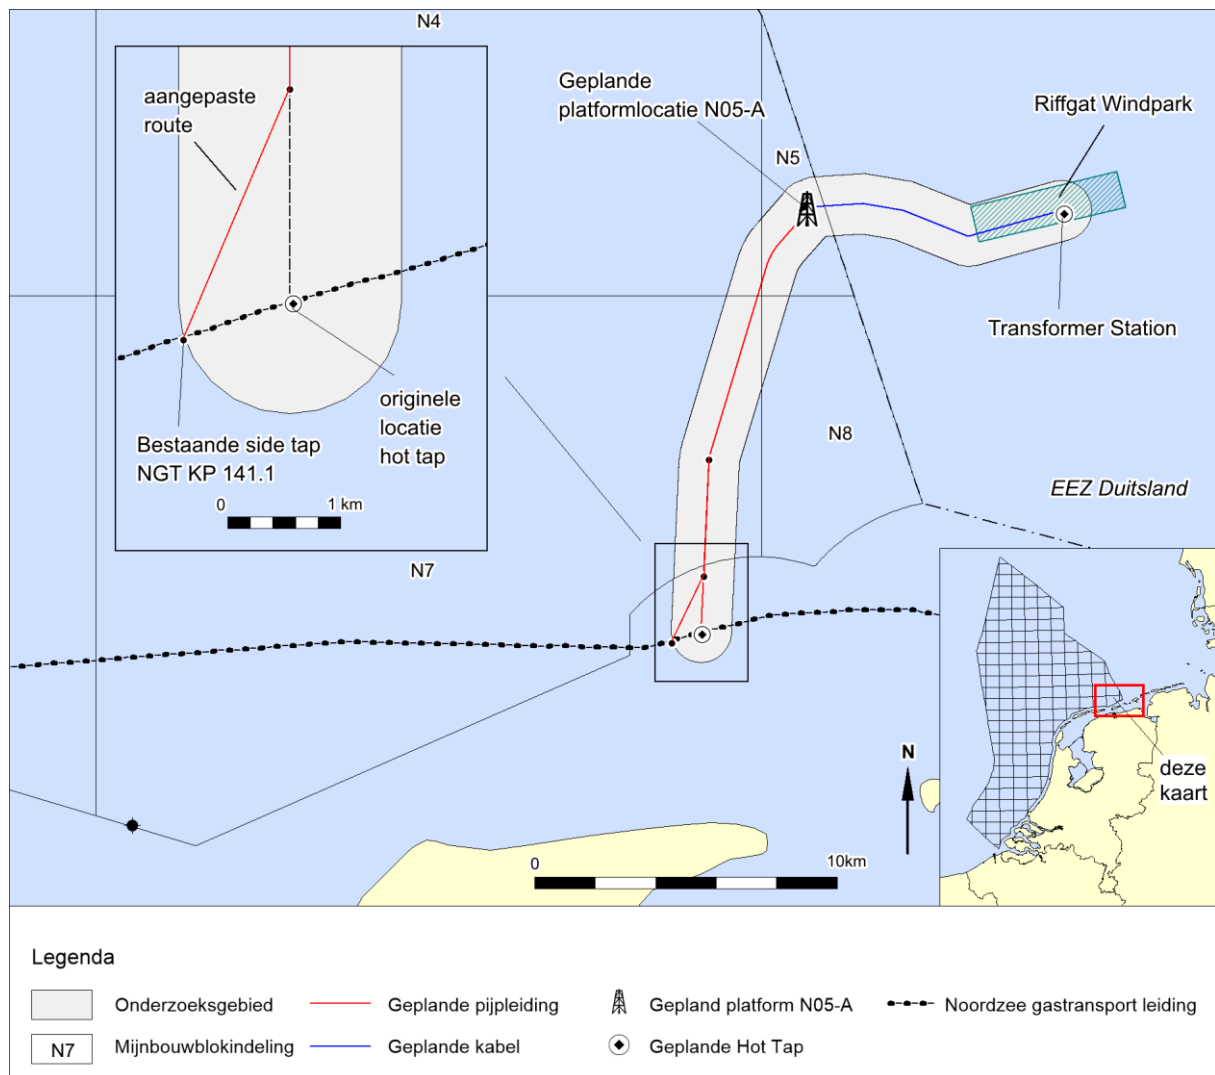 N4
aangepaste
route
Geplande
platformlocatie N05-A
Riffgat Windpark
N5
Transformer Station
originele
locatie
hot tap
Bestaande side tap
NGT KP 141.1
0 1 km
N8
EEZ Duitsland
N7
N
deze
kaart
0 10km
Legenda
Onderzoeksgebied
Geplande pijpleiding
Gepland platform N05-A
Noordzee gastransport leiding
N7
Mijnbouwblokindeling
Geplande kabel
Geplande Hot Tap